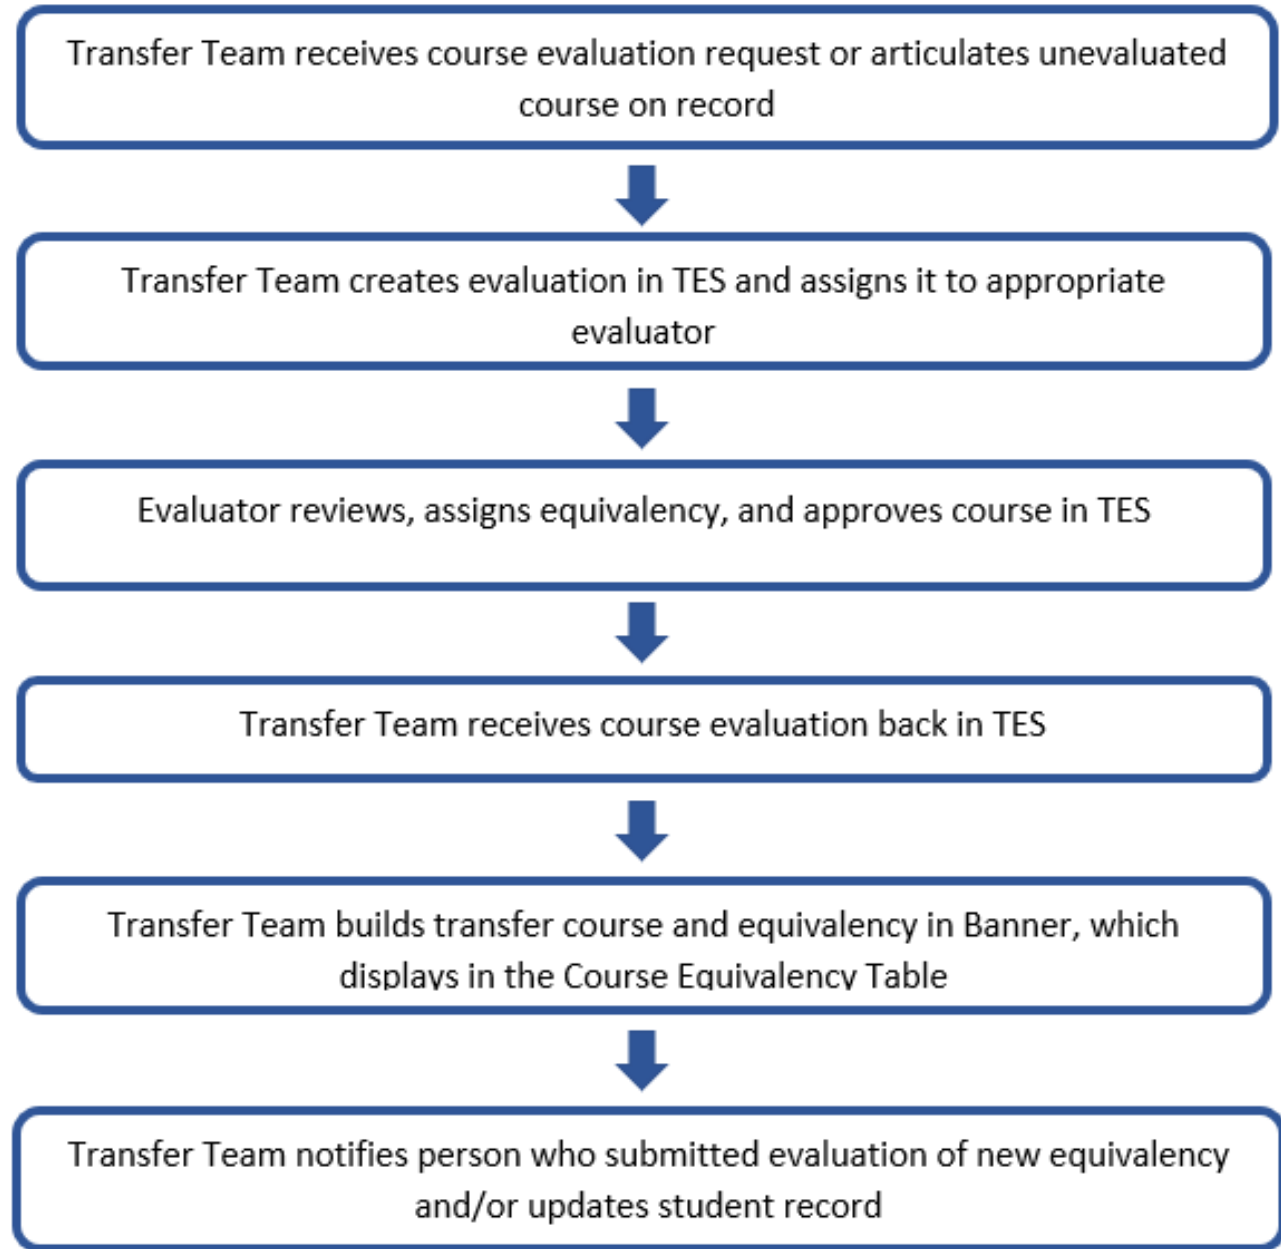 Transfer Team receives course evaluation request or articulates unevaluated
course on record
Transfer Team creates evaluation in TES and assigns it to appropriate
evaluator
Evaluator reviews, assigns equivalency, and approves course in TES
Transfer Team receives course evaluation back in TES
Transfer Team builds transfer course and equivalency in Banner, which
displays in the Course Equivalency Table
Transfer Team notifies person who submitted evaluation of new equivalency
and/or updates student record